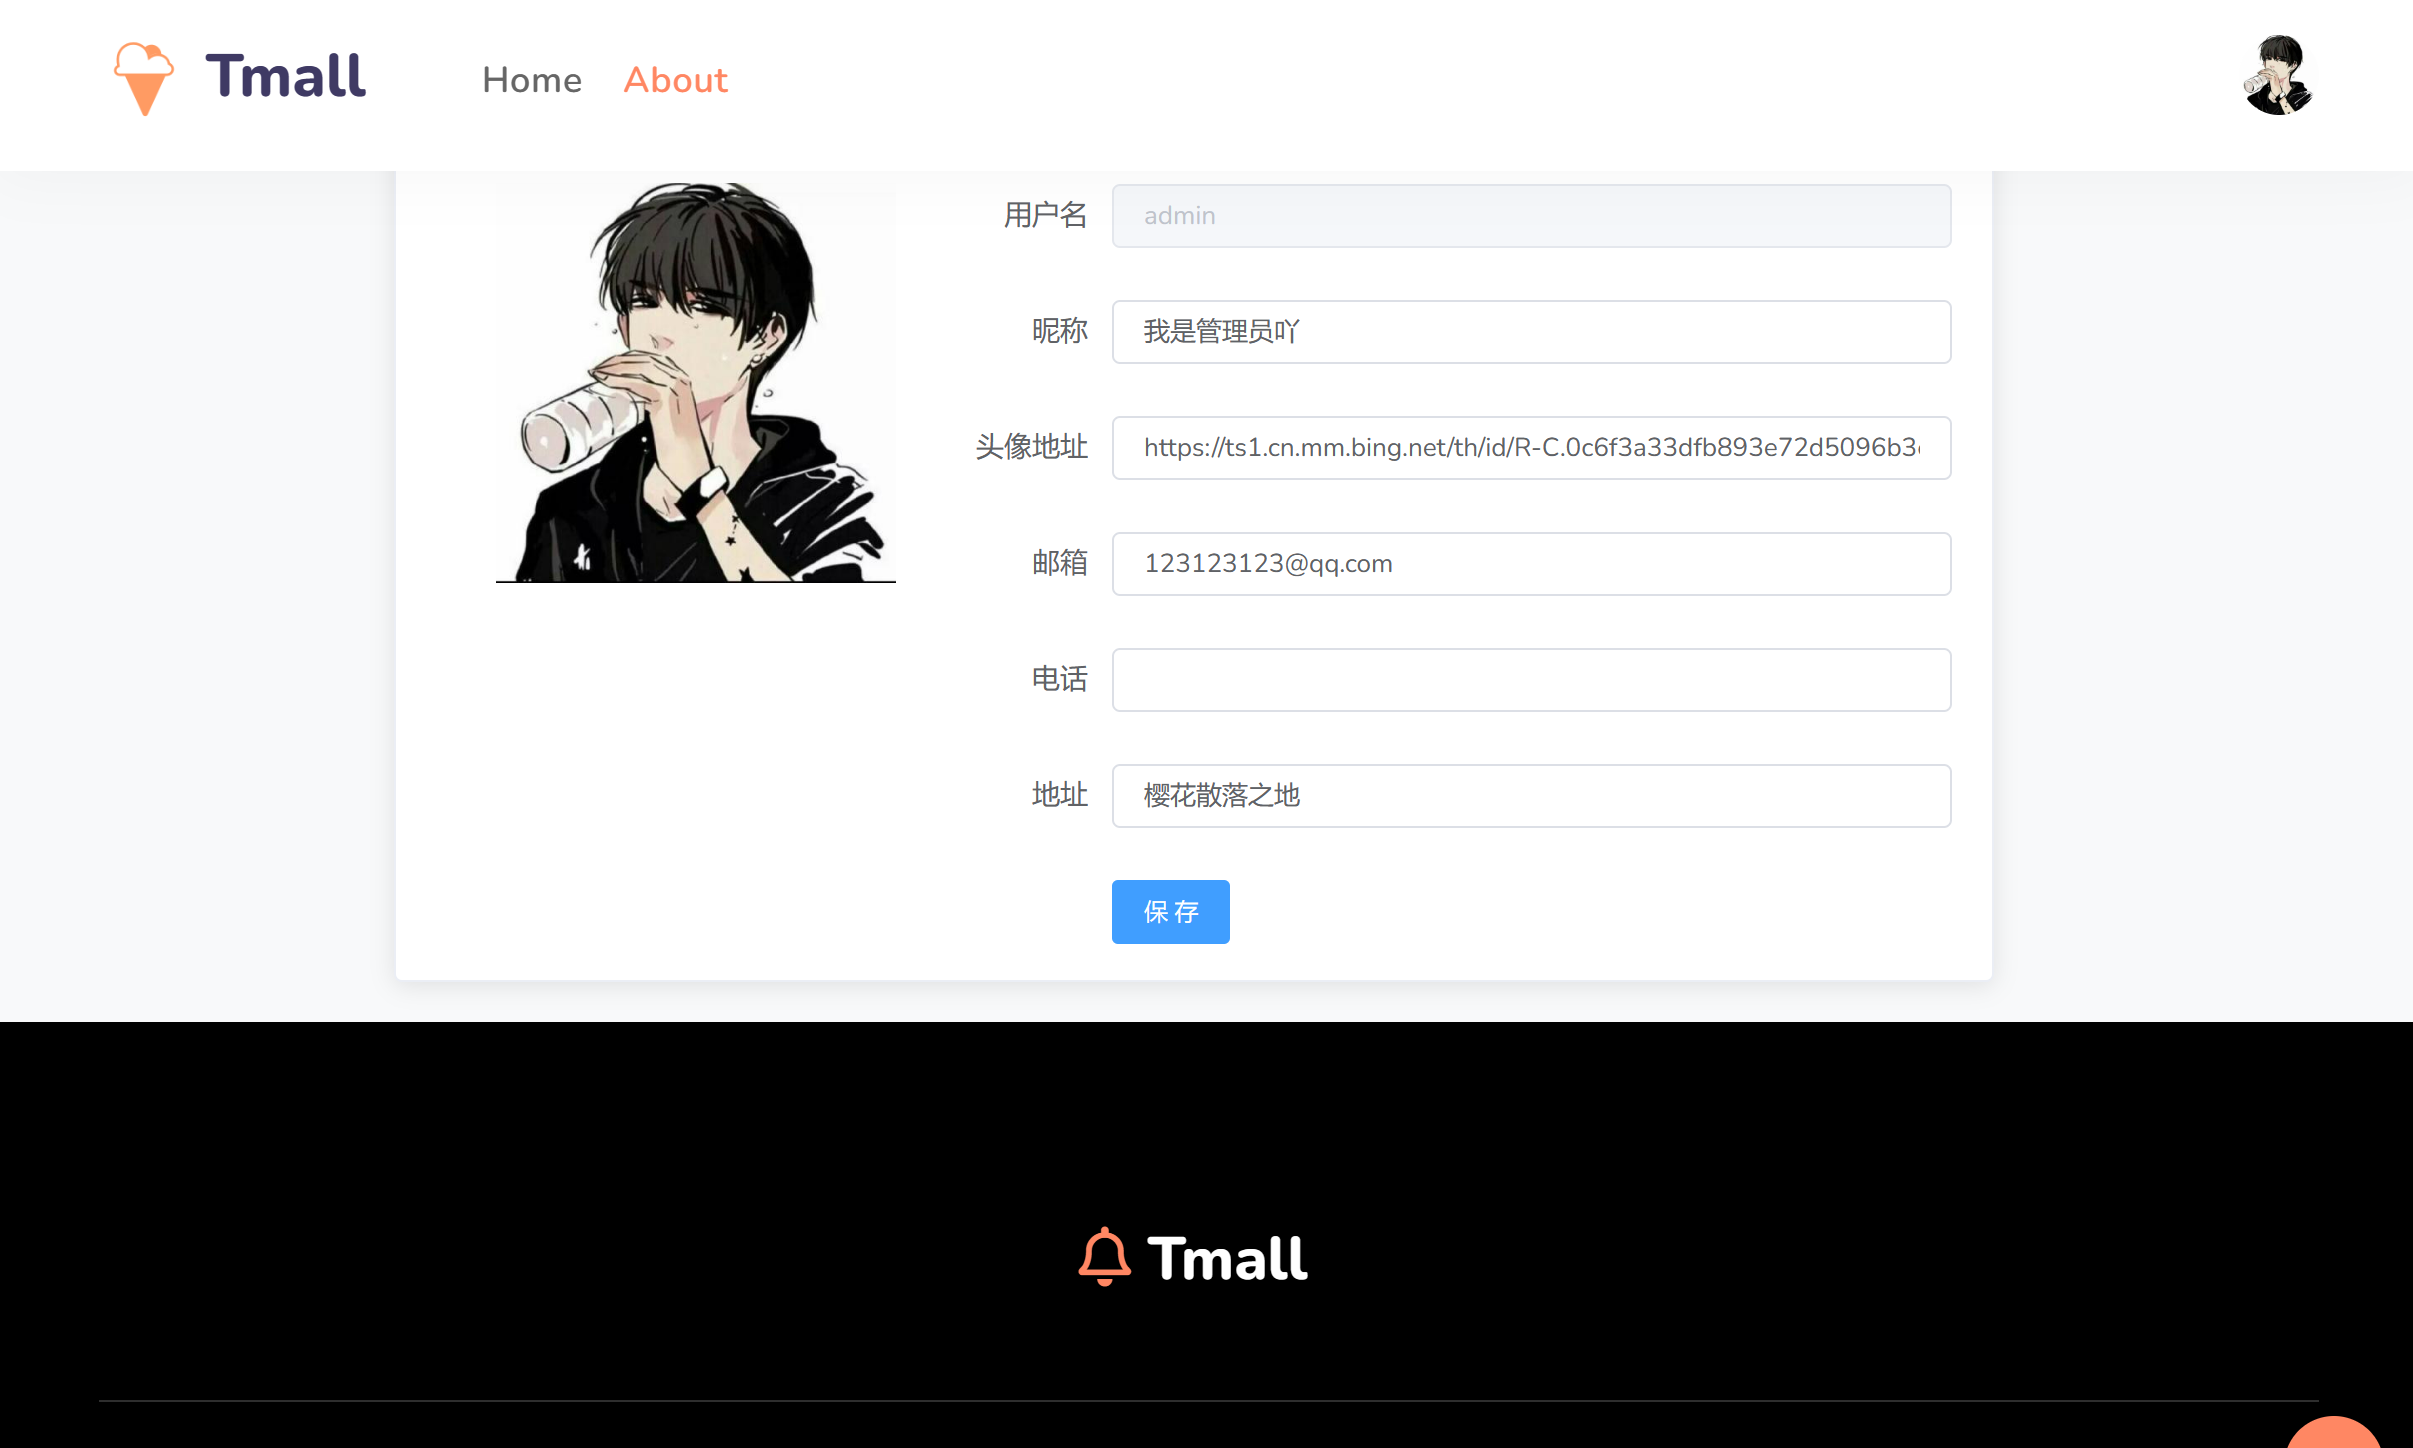 Tmall
Home
About
用户名
admin
昵称
我是管理员吖
头像地址
https://ts1.cn.mm.bing.net/th/id/R-C.0c6f3a33dfb893e72d5096b3
邮箱
123123123@qq.com
电话
地址
樱花散落之地
保存
Tmall